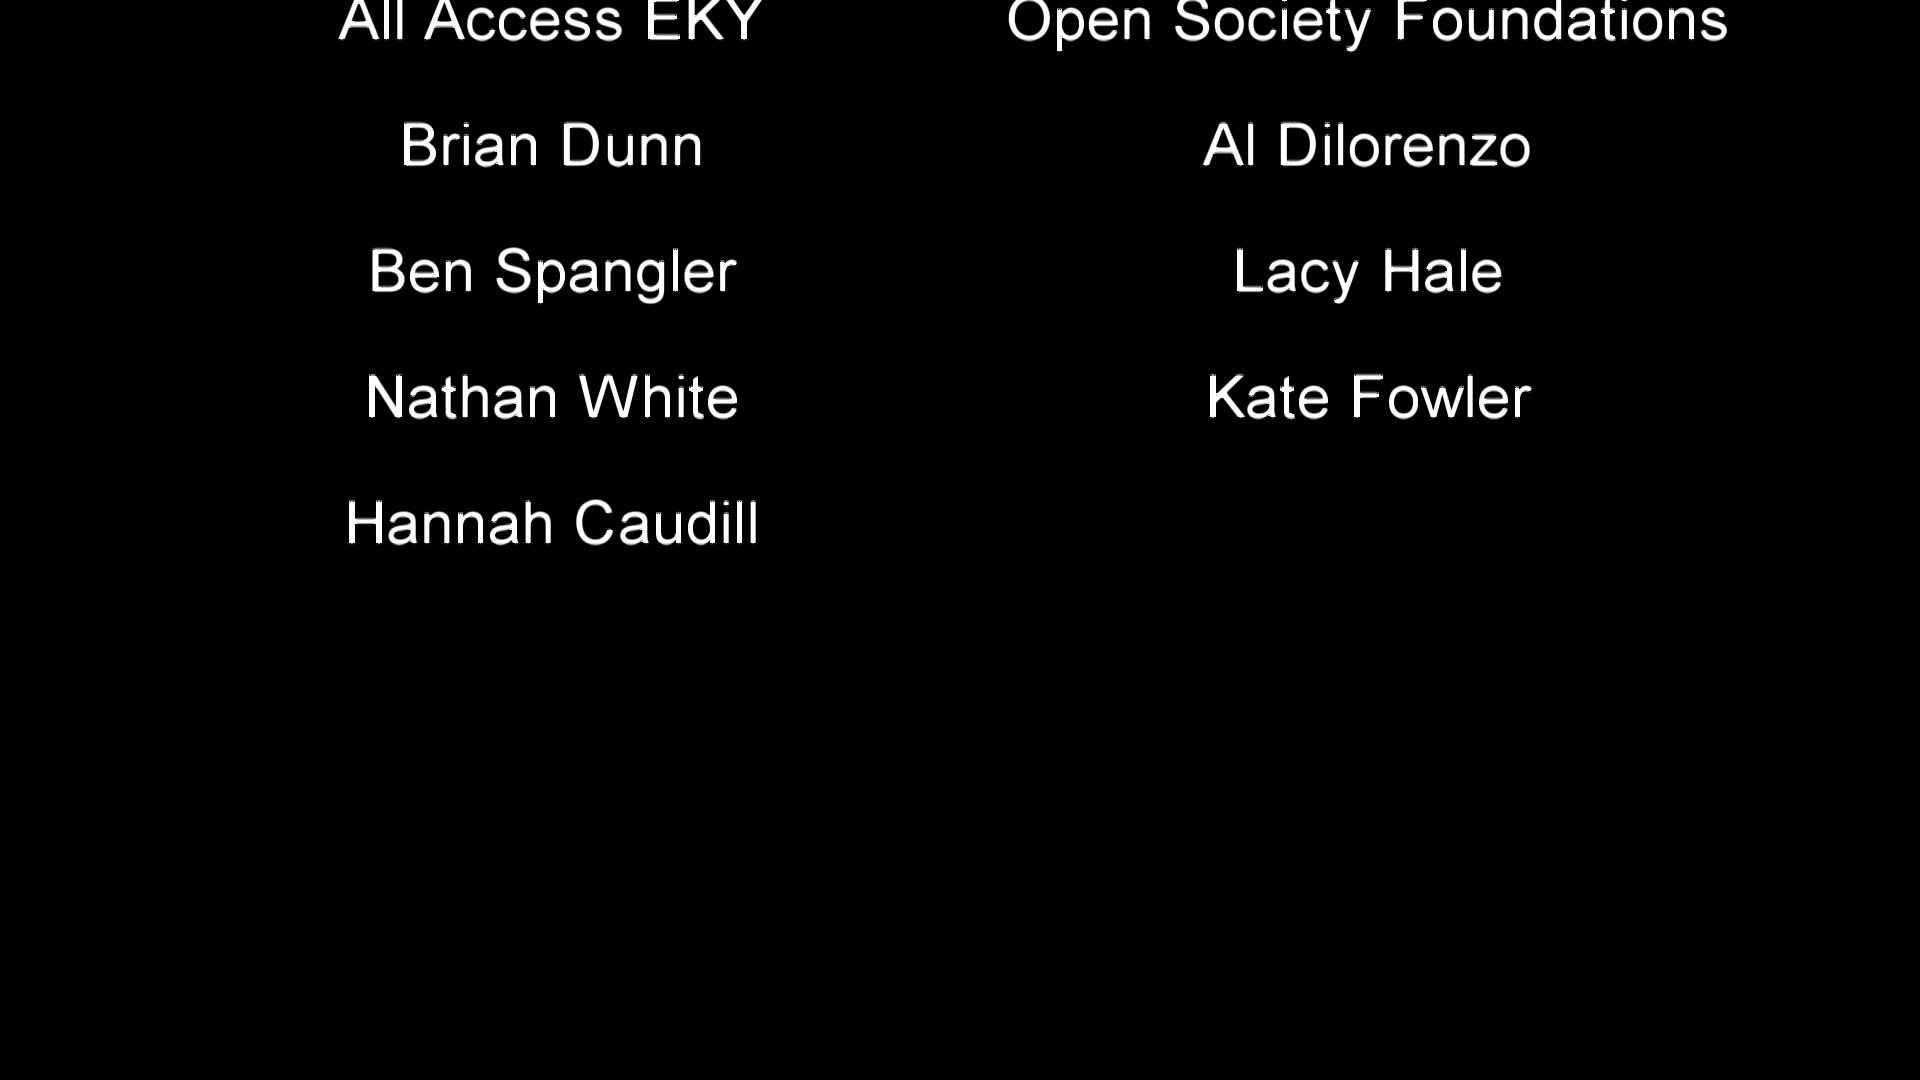 All Access EKY
Open Society Foundations
Brian Dunn
Al Dilorenzo
Ben Spangler
Lacy Hale
Nathan White
Kate Fowler
Hannah Caudill